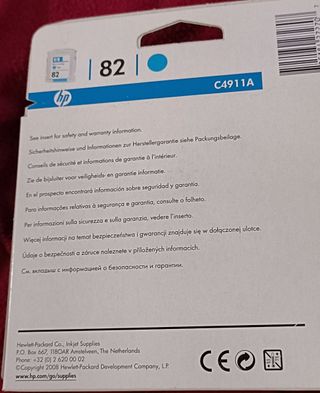 82
82
hp
C4911A
See insert for safety and warranty information.
Sicherheitshinweise und Informationen zur Herstellergarantie siehe Packungsbeilage.
Conseils de sécurité et informations de garantie à l'intérieur.
Zie de bijsluiter voor veiligheids- en garantie informatie.
En el prospecto encontrará información sobre seguridad y garantía.
Para informações relativas à segurança e garantia, consulte o folheto.
Per informazioni sulla sicurezza e sulla garanzia, vedere l'inserto.
Więcej informacji na temat bezpieczeństwa i gwarancji znajduje się w dołączonej ulotce.
Údaje o bezpečnosti a záruce naleznete v přiložených informacích.
См. вкладыш с информацией о безопасности и гарантии.
Hewlett-Packard Co., Inkjet Supplies
P.O. Box 667, 1180AR Amstelveen, The Netherlands
Phone: +32 (0) 2 620 00 02
©Copyright 2008 Hewlett-Packard Development Company, L.P.
www.hp.com/go/supplies
CE